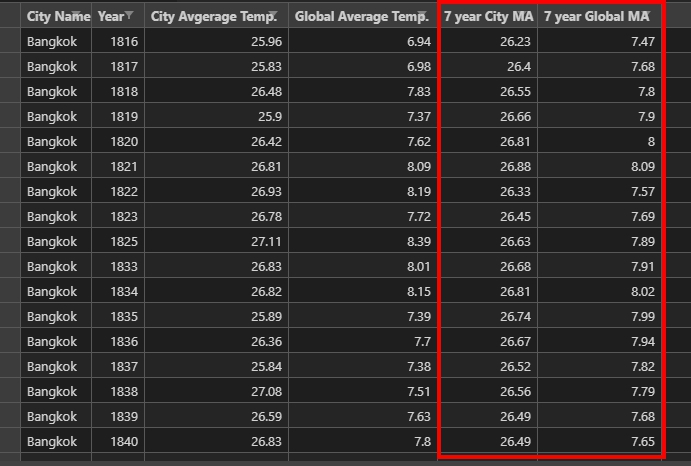 City Name Year City Avgerage Temp. Global Average Temp. 7 year City MA 7 year Global MA
Bangkok 1816 25.96 6.94 26.23 7.47
Bangkok 1817 25.83 6.98 26.4 7.68
Bangkok 1818 26.48 7.83 26.55 7.8
Bangkok 1819 25.9 7.37 26.66 7.9
Bangkok 1820 26.42 7.62 26.81 8
Bangkok 1821 26.81 8.09 26.88 8.09
Bangkok 1822 26.93 8.19 26.33 7.57
Bangkok 1823 26.78 7.72 26.45 7.69
Bangkok 1825 27.11 8.39 26.63 7.89
Bangkok 1833 26.83 8.01 26.68 7.91
Bangkok 1834 26.82 8.15 26.81 8.02
Bangkok 1835 25.89 7.39 26.74 7.99
Bangkok 1836 26.36 7.7 26.67 7.94
Bangkok 1837 25.84 7.38 26.52 7.82
Bangkok 1838 27.08 7.51 26.56 7.79
Bangkok 1839 26.59 7.63 26.49 7.68
Bangkok 1840 26.83 7.8 26.49 7.65